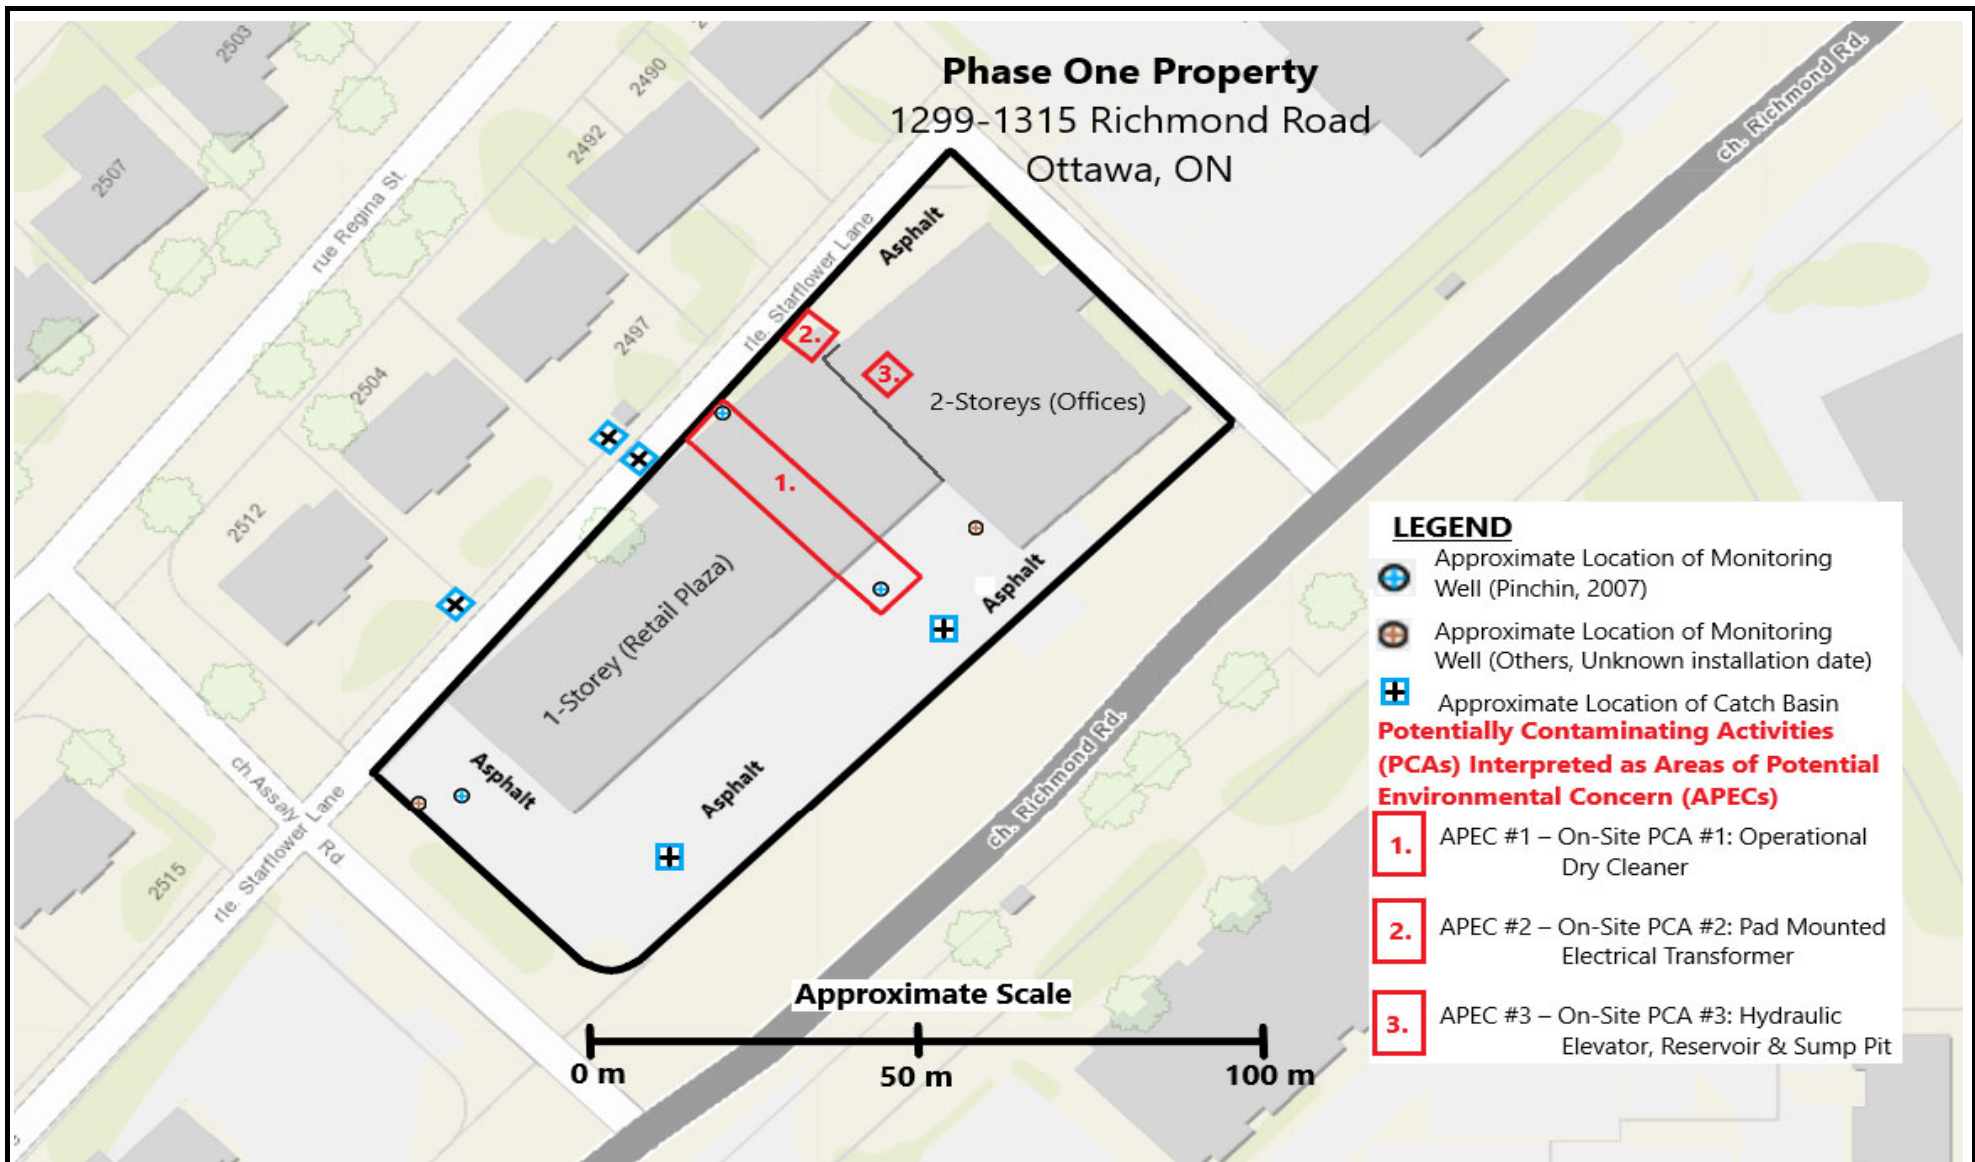 Phase One Property
1299-1315 Richmond Road
Ottawa, ON
2503
2490
2492
2507
rue Regina St.
ch. Richmond Rd.
rle. Starflower Lane
Asphalt
2497
2504
2.
3.
2-Storeys (Offices)
1.
2512
1-Storey (Retail Plaza)
Asphalt
Asphalt
Asphalt
ch. Assaly Rd
rle. Starflower Lane
2515
ch. Richmond Rd.
LEGEND
Approximate Location of Monitoring
Well (Pinchin, 2007)
Approximate Location of Monitoring
Well (Others, Unknown installation date)
Approximate Location of Catch Basin
Potentially Contaminating Activities
(PCAs) Interpreted as Areas of Potential
Environmental Concern (APECs)
1. APEC #1 – On-Site PCA #1: Operational
Dry Cleaner
2. APEC #2 – On-Site PCA #2: Pad Mounted
Electrical Transformer
3. APEC #3 – On-Site PCA #3: Hydraulic
Elevator, Reservoir & Sump Pit
Approximate Scale
0 m
50 m
100 m